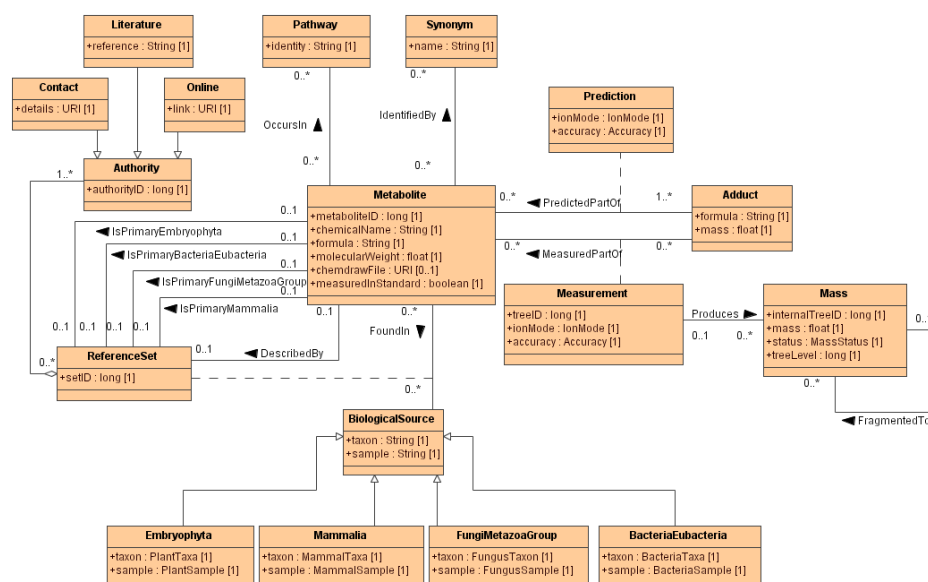 Literature
+reference : String [1]
Pathway
+identity : String [1]
Synonym
+name : String [1]
Contact
+details : URI [1]
Online
+link : URI [1]
Prediction
+ionMode : IonMode [1]
+accuracy : Accuracy [1]
0..*
0..*
OccursIn
IdentifiedBy
0..*
0..*
1..*
Authority
+authorityID : long [1]
Metabolite
+metaboliteID : long [1]
+chemicalName : String [1]
+formula : String [1]
+molecularWeight : float [1]
+chemdrawFile : URI [0..1]
+measuredInStandard : boolean [1]
0..*
PredictedPartOf
1..*
Adduct
+formula : String [1]
+mass : float [1]
0..*
0..*
MeasuredPartOf
0..1
IsPrimaryEmbryophyta
0..1
IsPrimaryBacteriaEubacteria
0..1
IsPrimaryFungiMetazoaGroup
0..1
IsPrimaryMammalia
Measurement
+treeID : long [1]
+ionMode : IonMode [1]
+accuracy : Accuracy [1]
Produces
0..1
0..*
Mass
+internalTreeID : long [1]
+mass : float [1]
+status : MassStatus [1]
+treeLevel : long [1]
0..1
0..1
0..1
0..1
0..1
0..1
FoundIn
0..1
DescribedBy
0..*
ReferenceSet
+setID : long [1]
0..*
0..*
FragmentedTo
BiologicalSource
+taxon : String [1]
+sample : String [1]
Embryophyta
+taxon : PlantTaxa [1]
+sample : PlantSample [1]
Mammalia
+taxon : MammalTaxa [1]
+sample : MammalSample [1]
FungiMetazoaGroup
+taxon : FungusTaxon [1]
+sample : FungusSample [1]
BacteriaEubacteria
+taxon : BacteriaTaxa [1]
+sample : BacteriaSample [1]